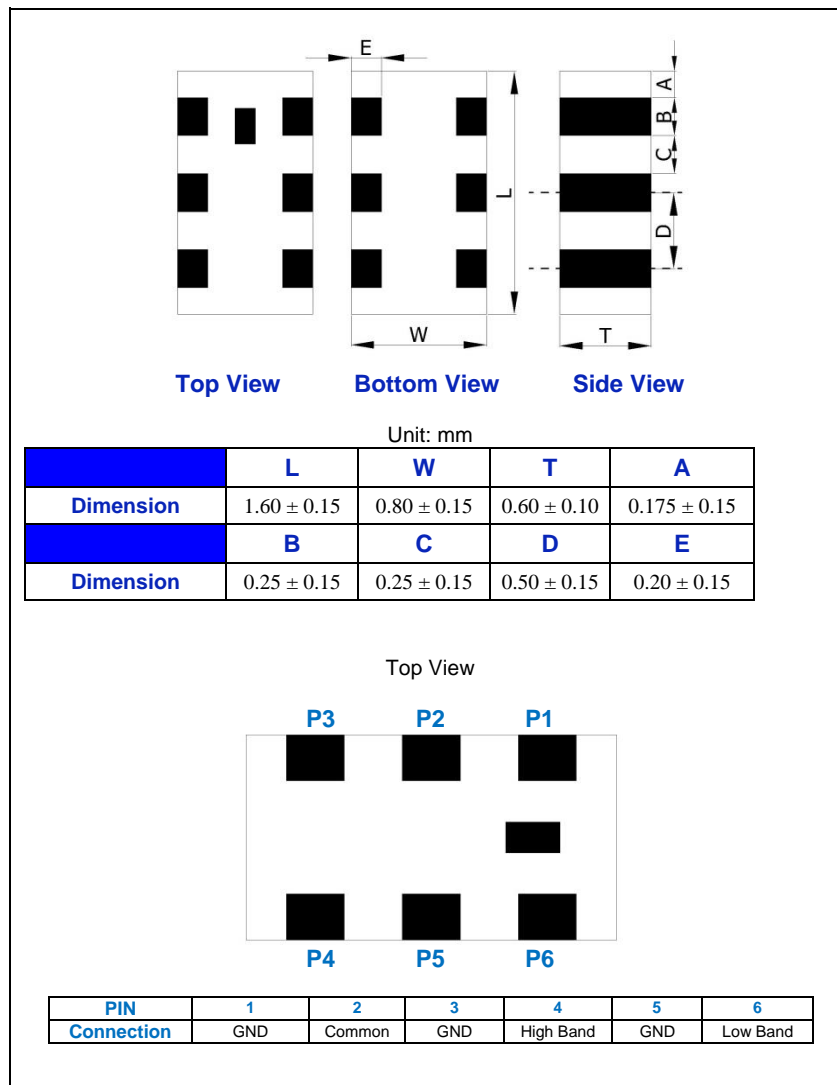 E
A
B
C
L
D
W
T
Top View Bottom View Side View
Unit: mm
L W T A
Dimension 1.60 ± 0.15 0.80 ± 0.15 0.60 ± 0.10 0.175 ± 0.15
B C D E
Dimension 0.25 ± 0.15 0.25 ± 0.15 0.50 ± 0.15 0.20 ± 0.15
Top View
P3 P2 P1
P4 P5 P6
PIN 1 2 3 4 5 6
Connection GND Common GND High Band GND Low Band